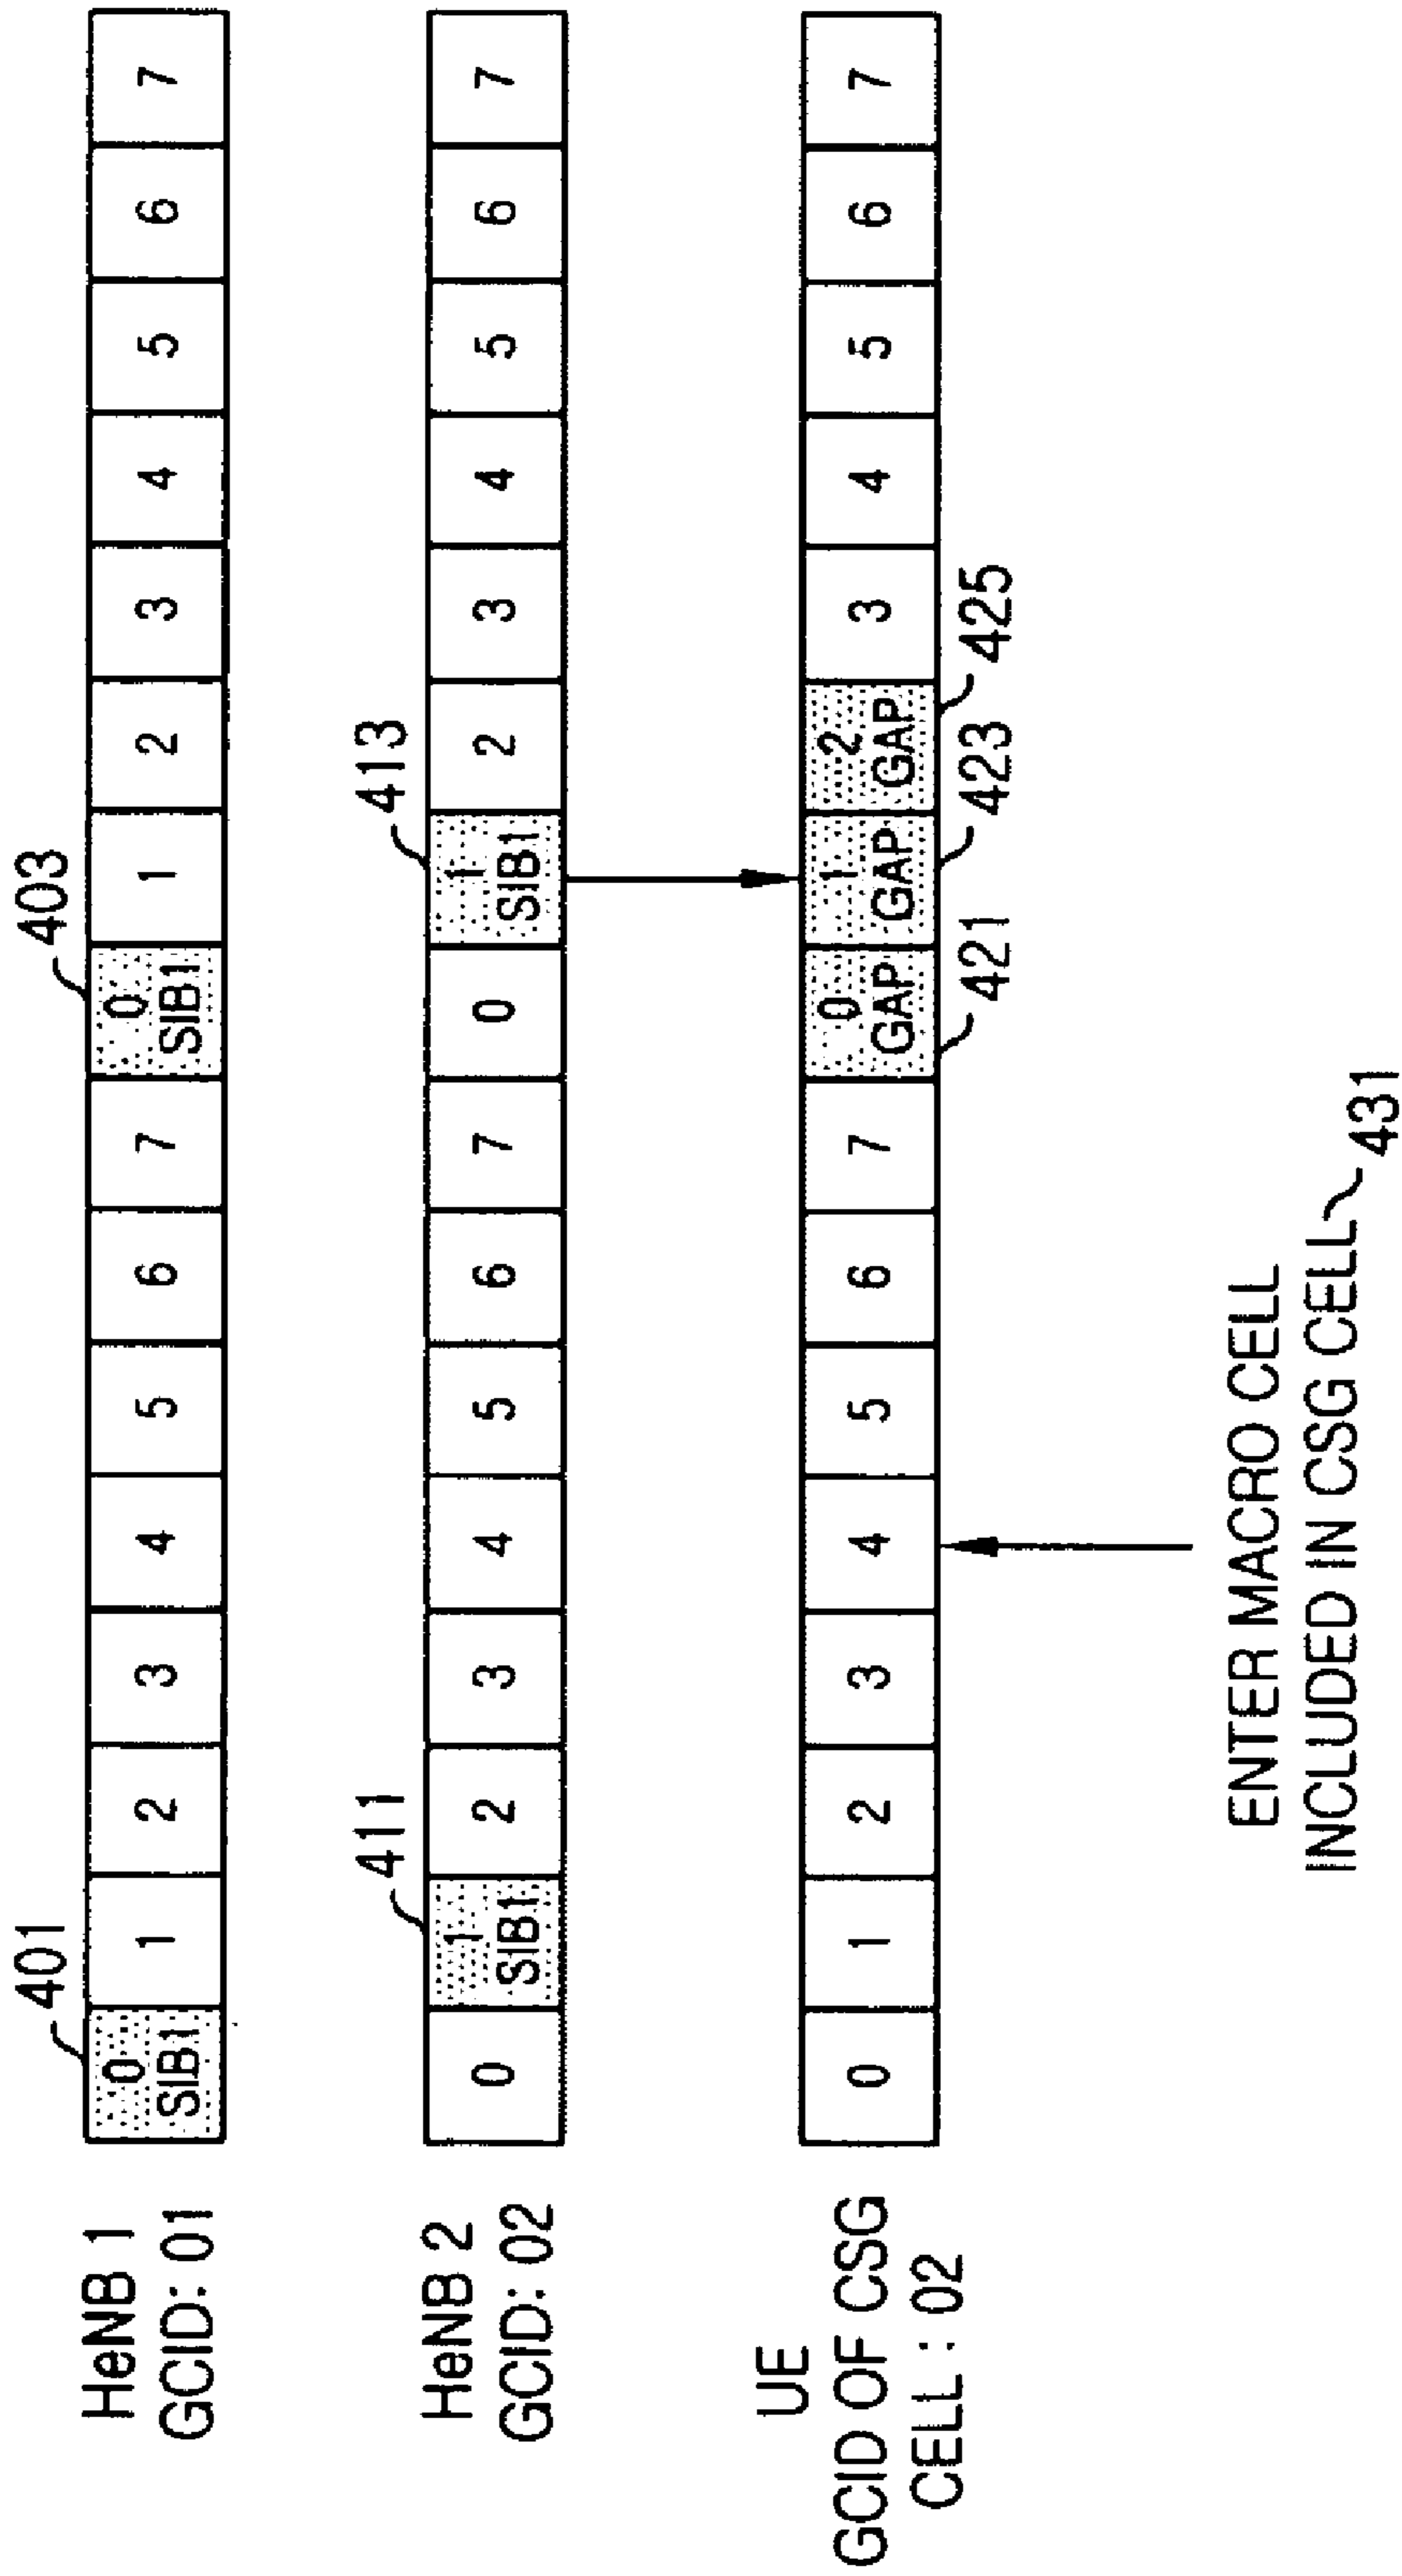 401
403
HeNB 1
GCID: 01
0 1 2 3 4 5 6 7 0 1 2 3 4 5 6 7
SIB1 SIB1
411
413
HeNB 2
GCID: 02
0 1 2 3 4 5 6 7 0 1 2 3 4 5 6 7
SIB1 SIB1
UE
GCID OF CSG
CELL : 02
0 1 2 3 4 5 6 7 0 1 2 3 4 5 6 7
GAP GAP GAP
421 423 425
ENTER MACRO CELL
INCLUDED IN CSG CELL 431